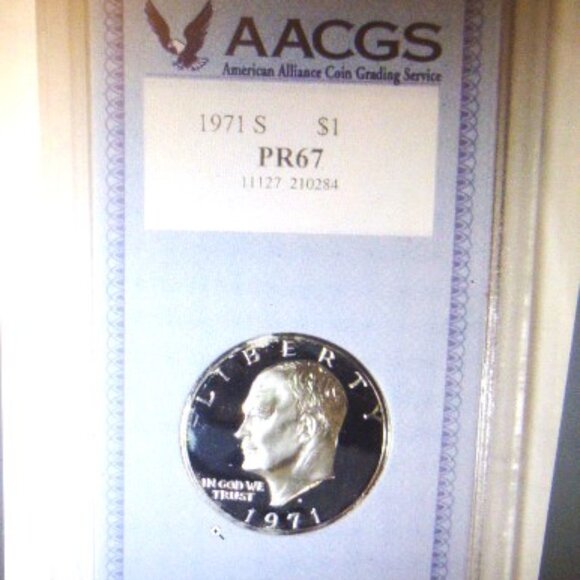 AACGS
American Alliance Coin Grading Service
1971 S $1
PR67
11127 210284
LIBERTY
IN GOD WE
TRUST
1971